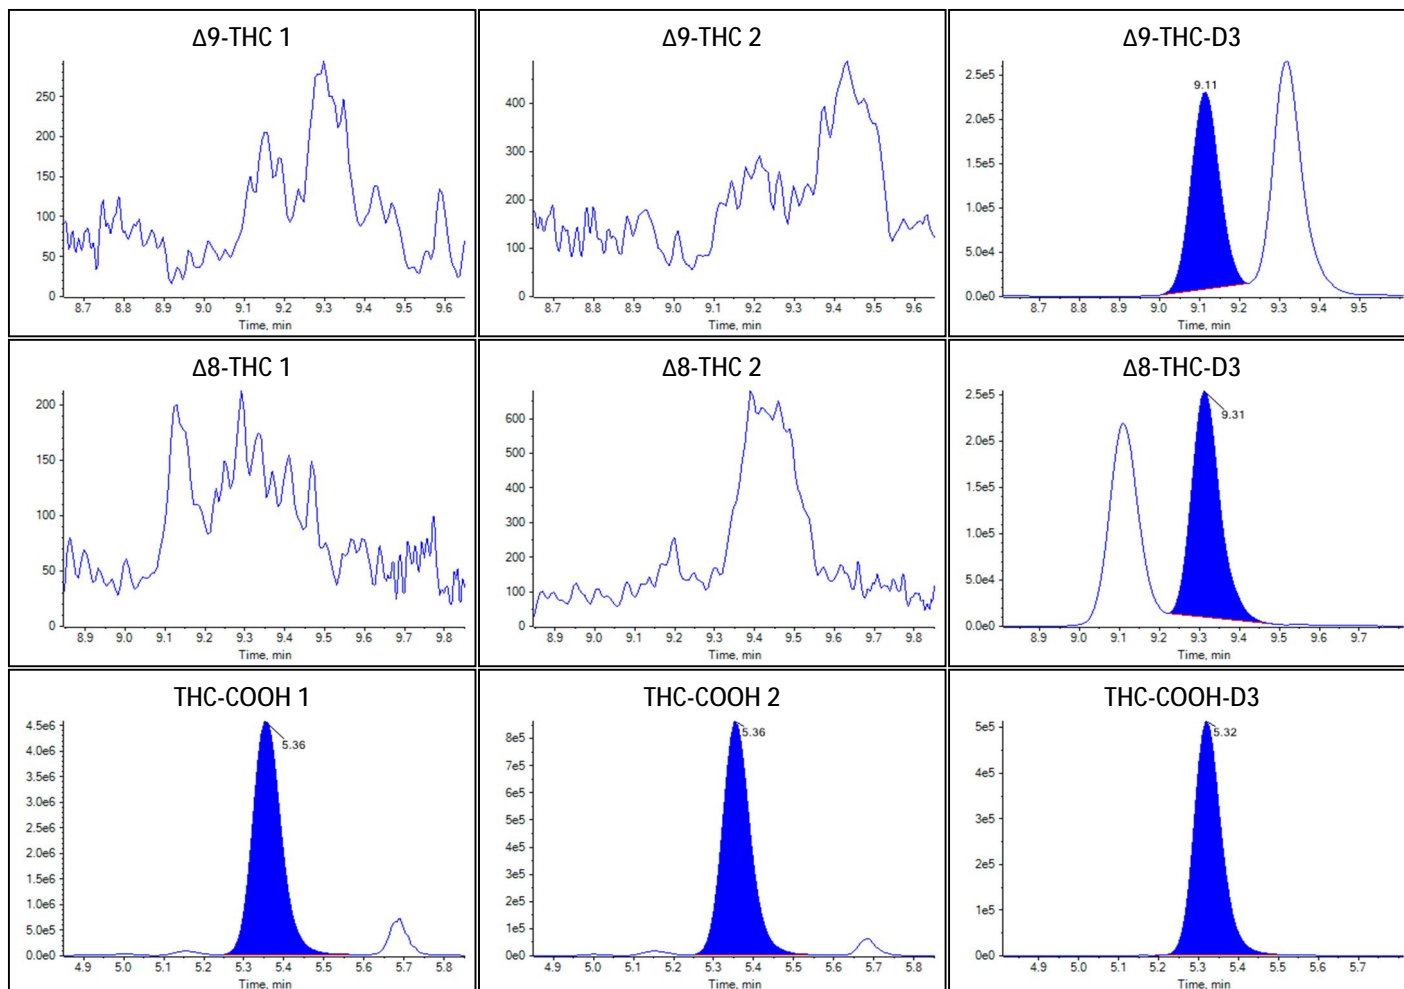 Δ9-THC 1
250
200
150
100
50
0
8.7 8.8 8.9 9.0 9.1 9.2 9.3 9.4 9.5 9.6
Time, min
Δ9-THC 2
400
300
200
100
0
8.7 8.8 8.9 9.0 9.1 9.2 9.3 9.4 9.5 9.6
Time, min
Δ9-THC-D3
9.11
2.5e5
2.0e5
1.5e5
1.0e5
5.0e4
0.0e0
8.7 8.8 8.9 9.0 9.1 9.2 9.3 9.4 9.5
Time, min
Δ8-THC 1
200
150
100
50
0
8.9 9.0 9.1 9.2 9.3 9.4 9.5 9.6 9.7 9.8
Time, min
Δ8-THC 2
600
500
400
300
200
100
0
8.9 9.0 9.1 9.2 9.3 9.4 9.5 9.6 9.7 9.8
Time, min
Δ8-THC-D3
9.31
2.5e5
2.0e5
1.5e5
1.0e5
5.0e4
0.0e0
8.9 9.0 9.1 9.2 9.3 9.4 9.5 9.6 9.7
Time, min
THC-COOH 1
5.36
4.5e6
4.0e6
3.5e6
3.0e6
2.5e6
2.0e6
1.5e6
1.0e6
5.0e5
0.0e0
4.9 5.0 5.1 5.2 5.3 5.4 5.5 5.6 5.7 5.8
Time, min
THC-COOH 2
5.36
8e5
7e5
6e5
5e5
4e5
3e5
2e5
1e5
0e0
4.9 5.0 5.1 5.2 5.3 5.4 5.5 5.6 5.7 5.8
Time, min
THC-COOH-D3
5.32
5e5
4e5
3e5
2e5
1e5
0e0
4.9 5.0 5.1 5.2 5.3 5.4 5.5 5.6 5.7
Time, min